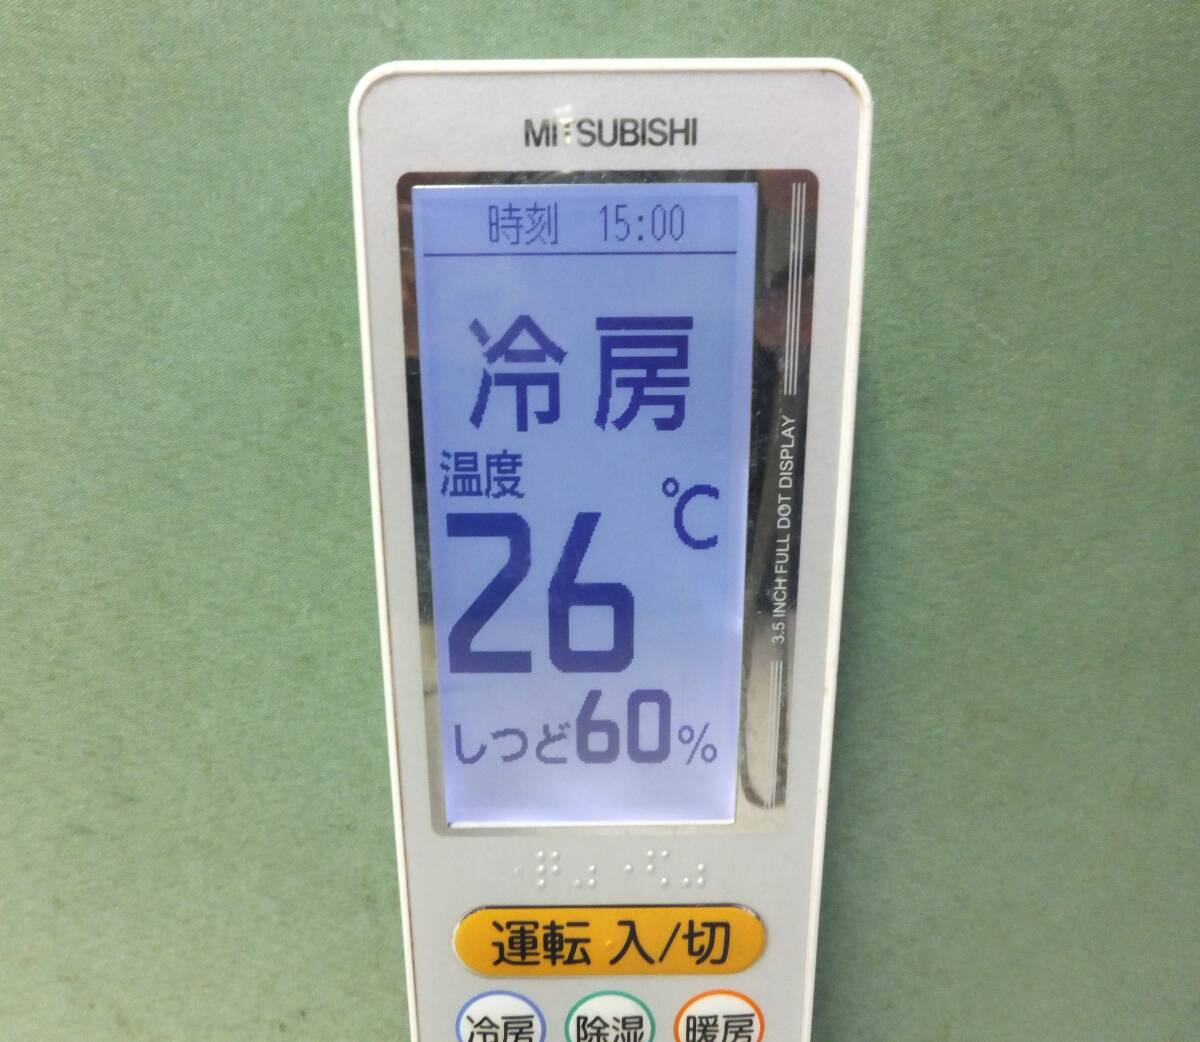 MITSUBISHI
時刻 15:00
冷房
温度
26℃
しつど60%
3.5 INCH FULL DOT DISPLAY
運転 入/切
冷房 除湿 暖房